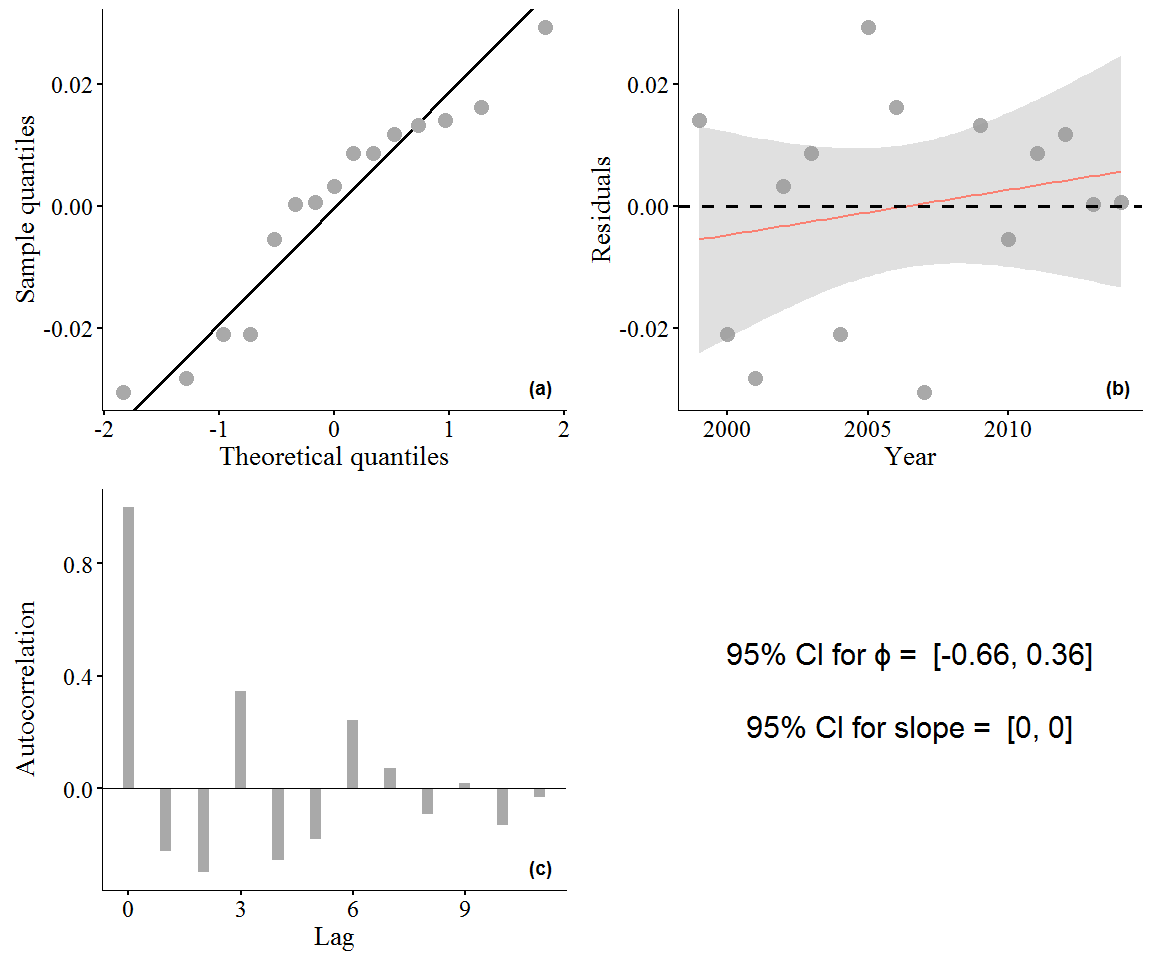 0.02
0.00
-0.02
Sample quantiles
-2
-1
0
1
2
Theoretical quantiles
(a)
0.02
0.00
-0.02
Residuals
2000
2005
2010
Year
(b)
0.8
0.4
0.0
Autocorrelation
0
3
6
9
Lag
(c)
95% CI for ϕ = [-0.66, 0.36]
95% CI for slope = [0, 0]